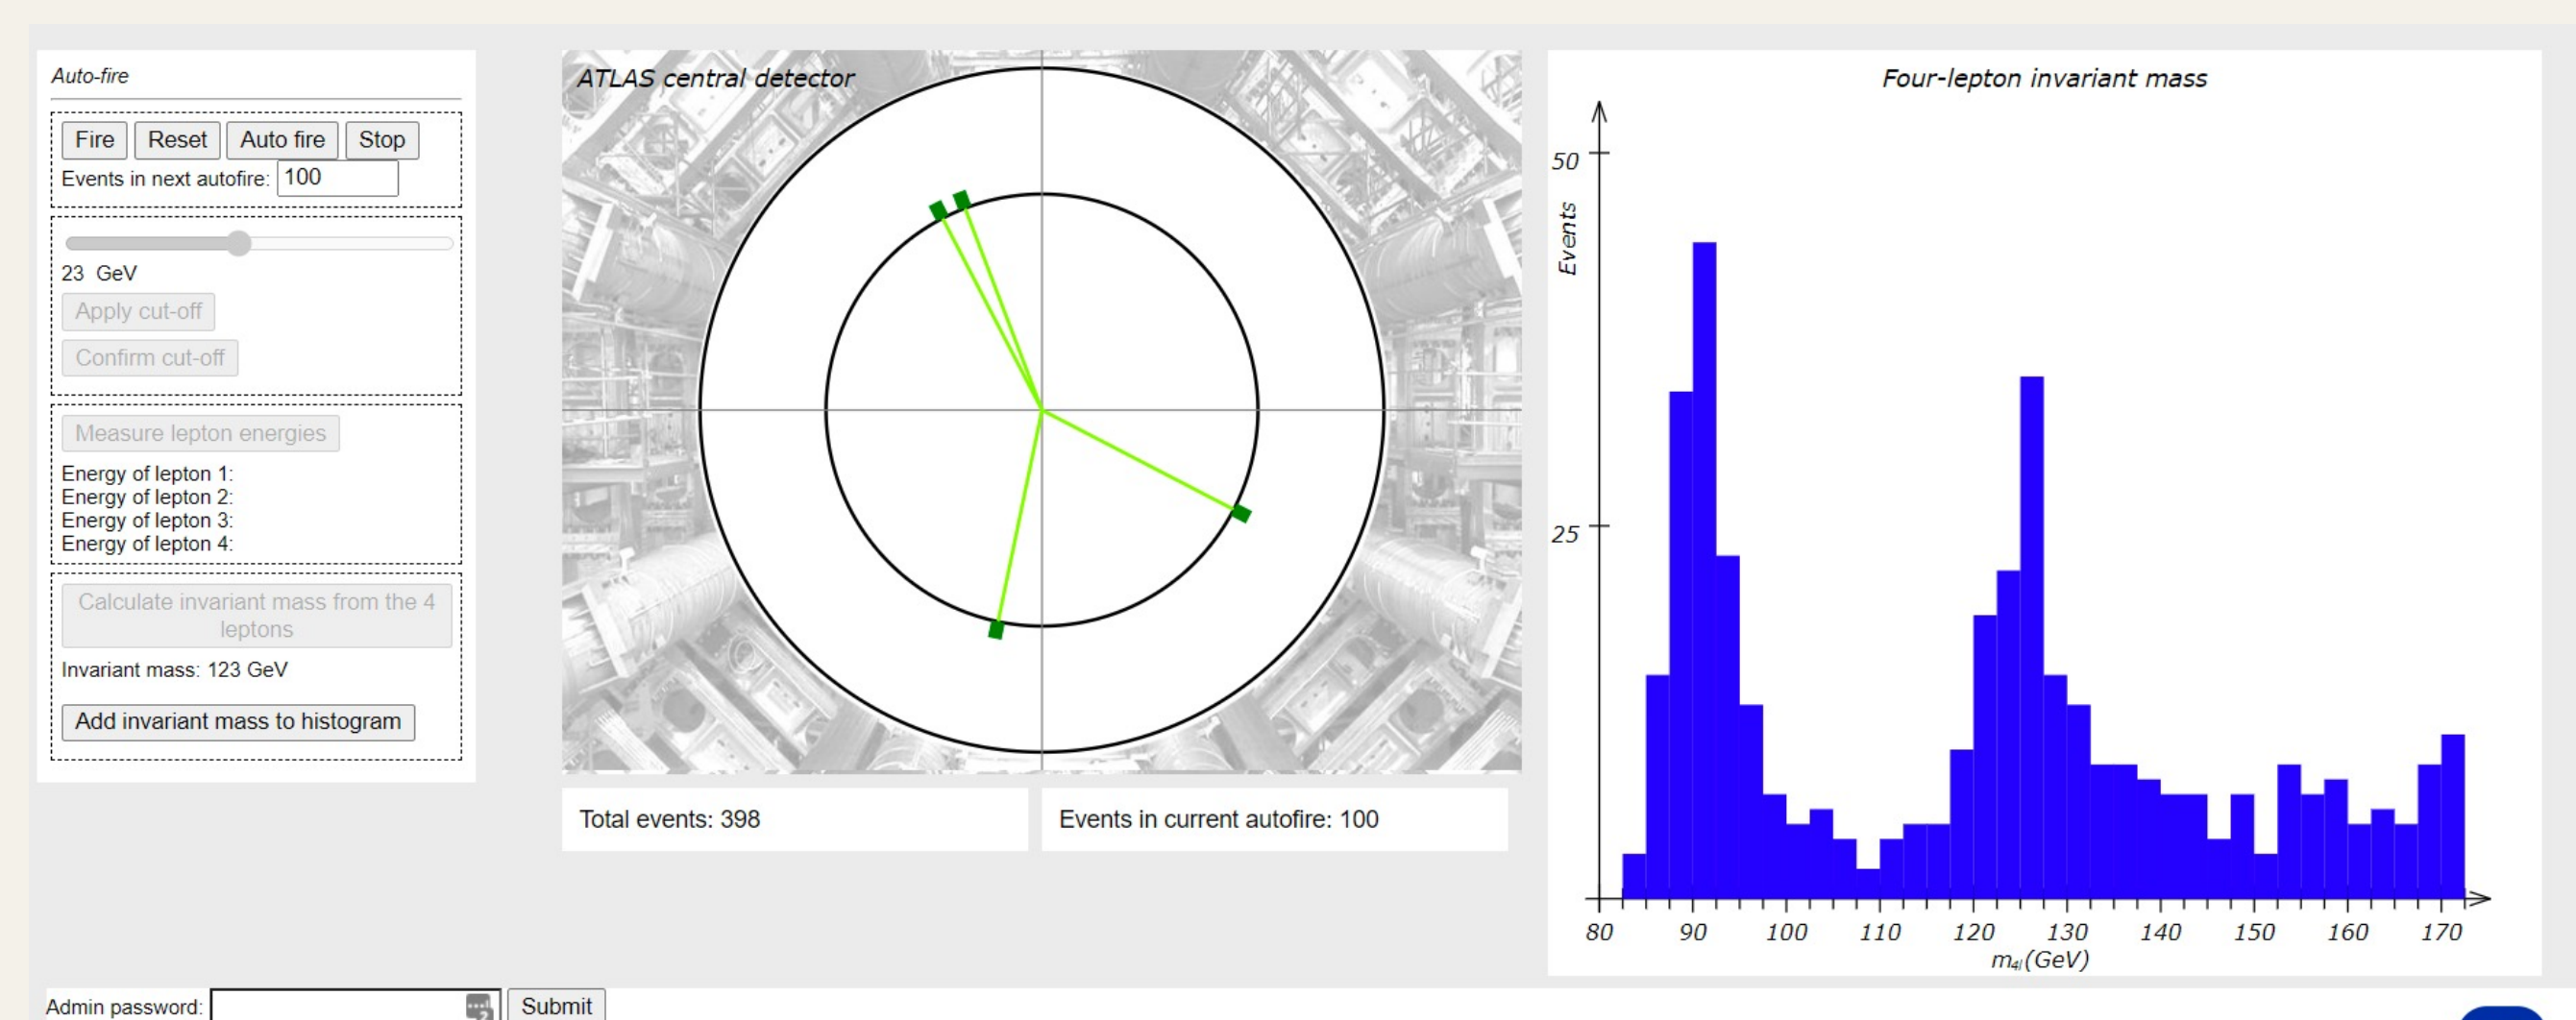 Auto-fire
Fire Reset Auto fire Stop
Events in next autofire: 100
23 GeV
Apply cut-off
Confirm cut-off
Measure lepton energies
Energy of lepton 1:
Energy of lepton 2:
Energy of lepton 3:
Energy of lepton 4:
Calculate invariant mass from the 4
leptons
Invariant mass: 123 GeV
Add invariant mass to histogram
ATLAS central detector
Total events: 398
Events in current autofire: 100
Four-lepton invariant mass
50
Events
25
80 90 100 110 120 130 140 150 160 170
m4l(GeV)
Admin password:
Submit